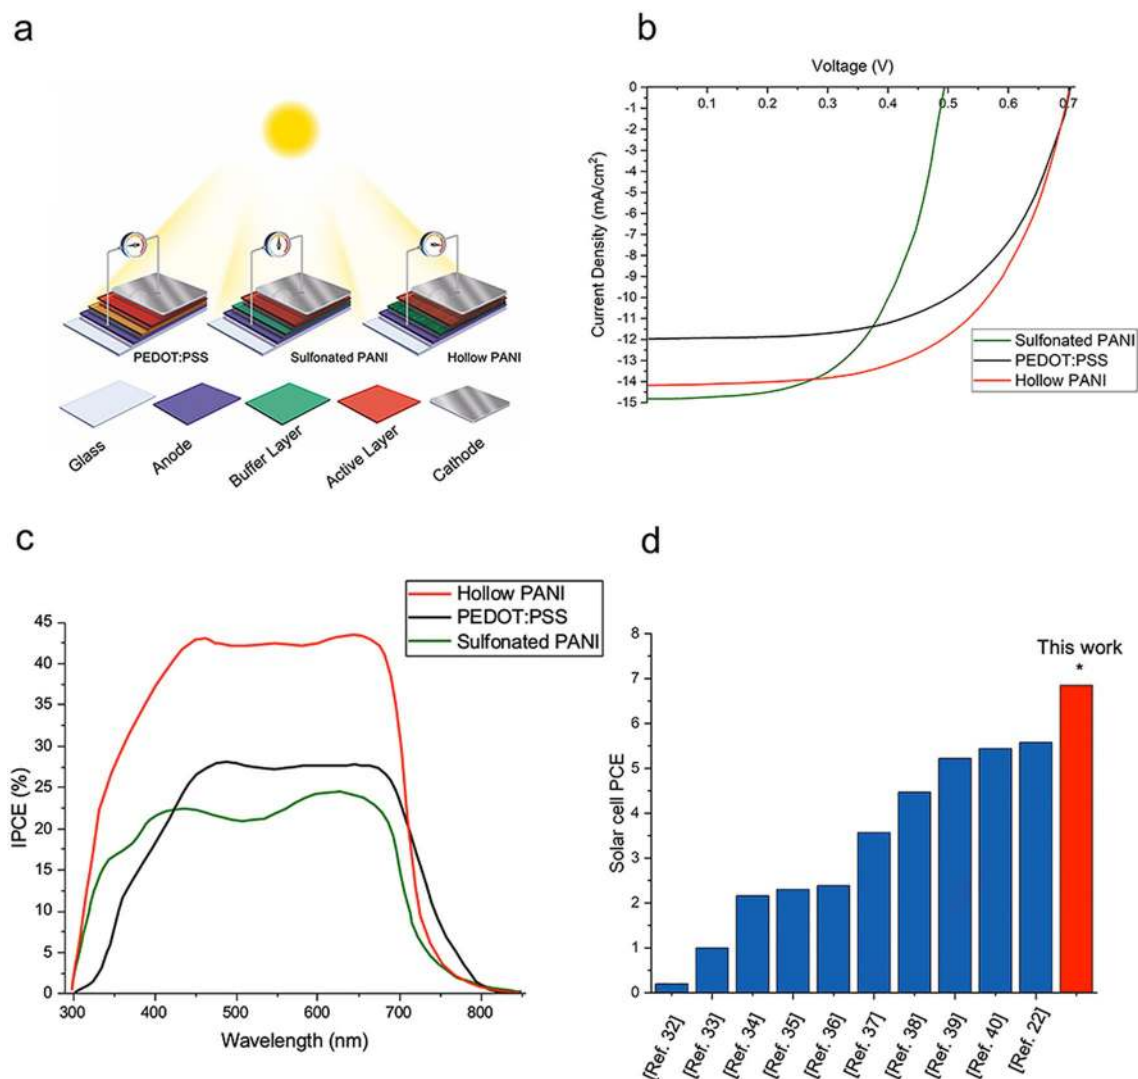 a
PEDOT:PSS
Sulfonated PANI
Hollow PANI
Glass
Anode
Buffer Layer
Active Layer
Cathode
b
Voltage (V)
0.1 0.2 0.3 0.4 0.5 0.6 0.7
0
-1
-2
-3
-4
-5
-6
-7
-8
-9
-10
-11
-12
-13
-14
-15
Current Density (mA/cm²)
Sulfonated PANI
PEDOT:PSS
Hollow PANI
c
Hollow PANI
PEDOT:PSS
Sulfonated PANI
45
40
35
30
25
20
15
10
5
0
IPCE (%)
300 400 500 600 700 800
Wavelength (nm)
d
This work
*
8
7
6
5
4
3
2
1
0
Solar cell PCE
[Ref. 32]
[Ref. 33]
[Ref. 34]
[Ref. 35]
[Ref. 36]
[Ref. 37]
[Ref. 38]
[Ref. 39]
[Ref. 40]
[Ref. 22]